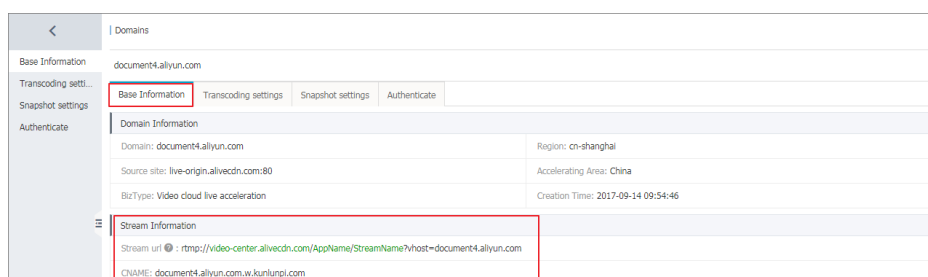 Domains
Base Information
document4.aliyun.com
Transcoding setti...
Base Information Transcoding settings Snapshot settings Authenticate
Snapshot settings
Authenticate
Domain Information
Domain: document4.aliyun.com Region: cn-shanghai
Source site: live-origin.alivecdn.com:80 Accelerating Area: China
BizType: Video cloud live acceleration Creation Time: 2017-09-14 09:54:46
Stream Information
Stream url : rtmp://video-center.alivecdn.com/AppName/StreamName?vhost=document4.aliyun.com
CNAME: document4.aliyun.com.w.kunlunpi.com